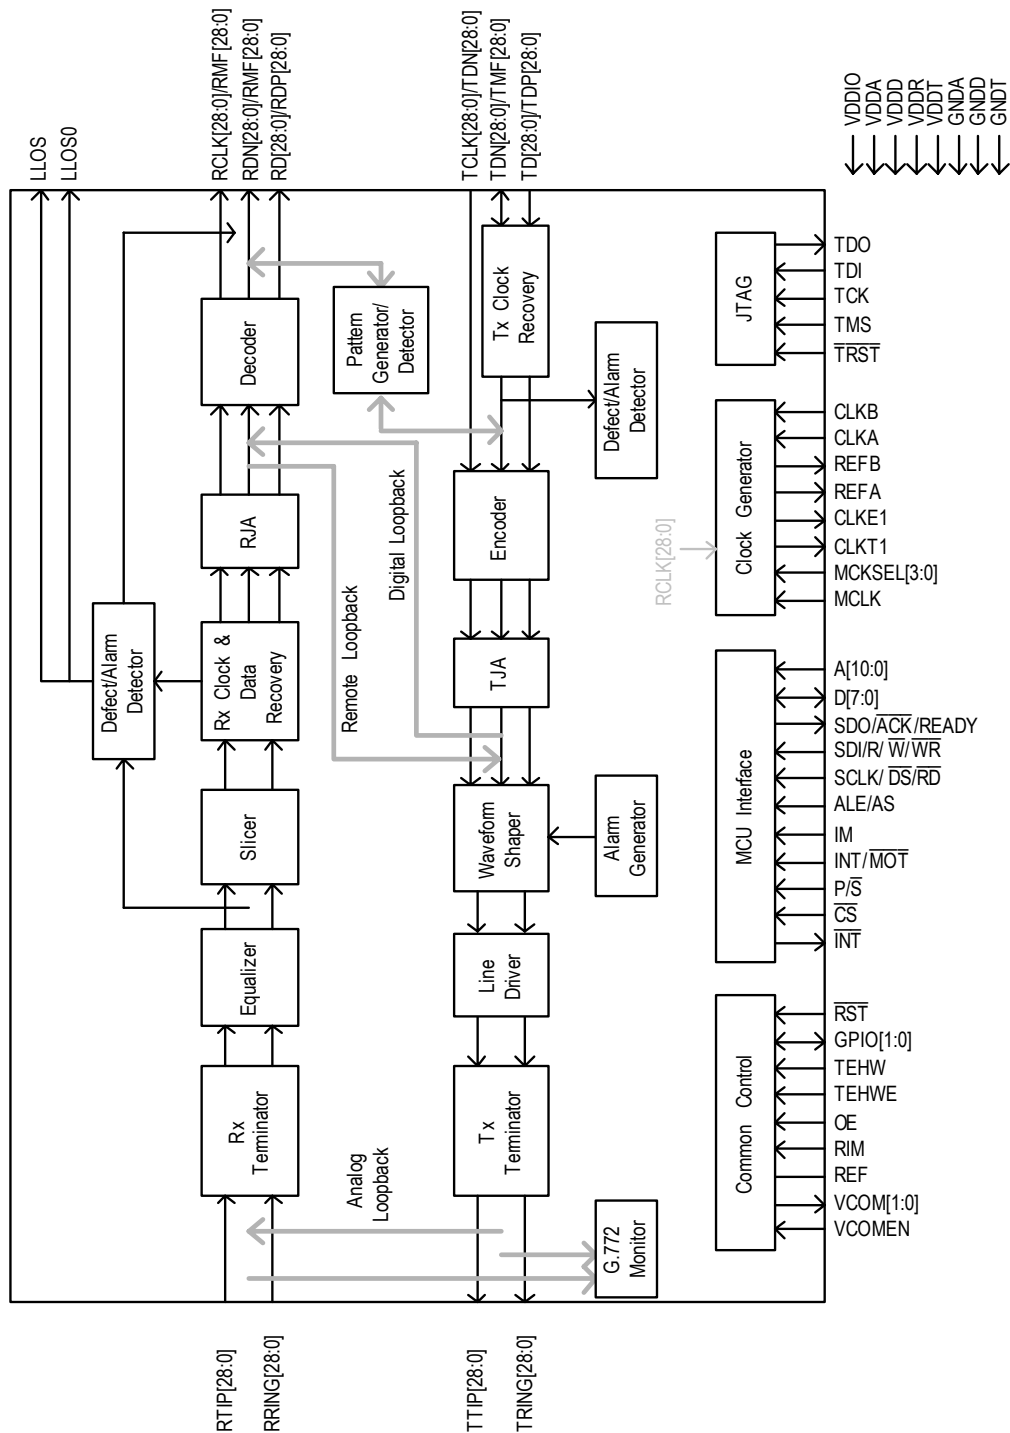 LLOS
LLOS0
RCLK[28:0]/RMF[28:0]
RDN[28:0]/RMF[28:0]
RD[28:0]/RDP[28:0]
TCLK[28:0]/TDN[28:0]
TDN[28:0]/TMF[28:0]
TD[28:0]/TDP[28:0]
VDDIO
VDDA
VDDD
VDDR
VDDT
GNDA
GNDD
GNDT
Decoder
Pattern
Generator/
Detector
Tx Clock
Recovery
Defect/Alarm
Detector
JTAG
TDO
TDI
TCK
TMS
TRST
RJA
Digital Loopback
Encoder
RCLK[28:0]
Clock Generator
CLKB
CLKA
REFB
REFA
CLKE1
CLKT1
MCKSEL[3:0]
MCLK
Defect/Alarm
Detector
Rx Clock &
Data
Recovery
Remote Loopback
TJA
Slicer
Waveform
Shaper
Alarm
Generator
MCU Interface
A[10:0]
D[7:0]
SDO/ACK/READY
SDI/R/ W/WR
SCLK/ DS/RD
ALE/AS
IM
INT/MOT
P/S
CS
INT
Equalizer
Line
Driver
Rx
Terminator
Tx
Terminator
Analog
Loopback
G.772
Monitor
Common Control
RST
GPIO[1:0]
TEHW
TEHWE
OE
RIM
REF
VCOM[1:0]
VCOMEN
RTIP[28:0]
RRING[28:0]
TTIP[28:0]
TRING[28:0]